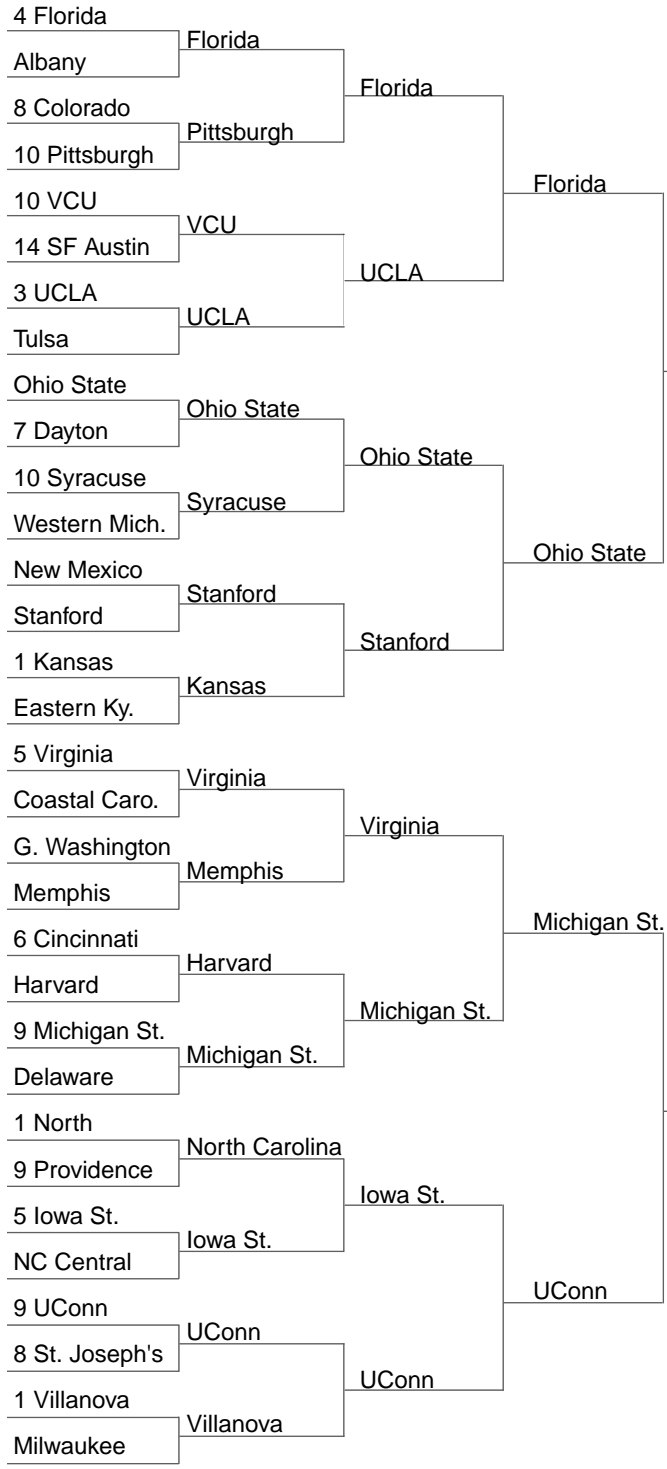 4 Florida
Albany
8 Colorado
10 Pittsburgh
10 VCU
14 SF Austin
3 UCLA
Tulsa
Ohio State
7 Dayton
10 Syracuse
Western Mich.
New Mexico
Stanford
1 Kansas
Eastern Ky.
5 Virginia
Coastal Caro.
G. Washington
Memphis
6 Cincinnati
Harvard
9 Michigan St.
Delaware
1 North
9 Providence
5 Iowa St.
NC Central
9 UConn
8 St. Joseph's
1 Villanova
Milwaukee
Florida
Pittsburgh
VCU
UCLA
Ohio State
Syracuse
Stanford
Kansas
Virginia
Memphis
Harvard
Michigan St.
North Carolina
Iowa St.
UConn
Villanova
Florida
UCLA
Ohio State
Stanford
Virginia
Michigan St.
Iowa St.
UConn
Florida
Ohio State
Michigan St.
UConn